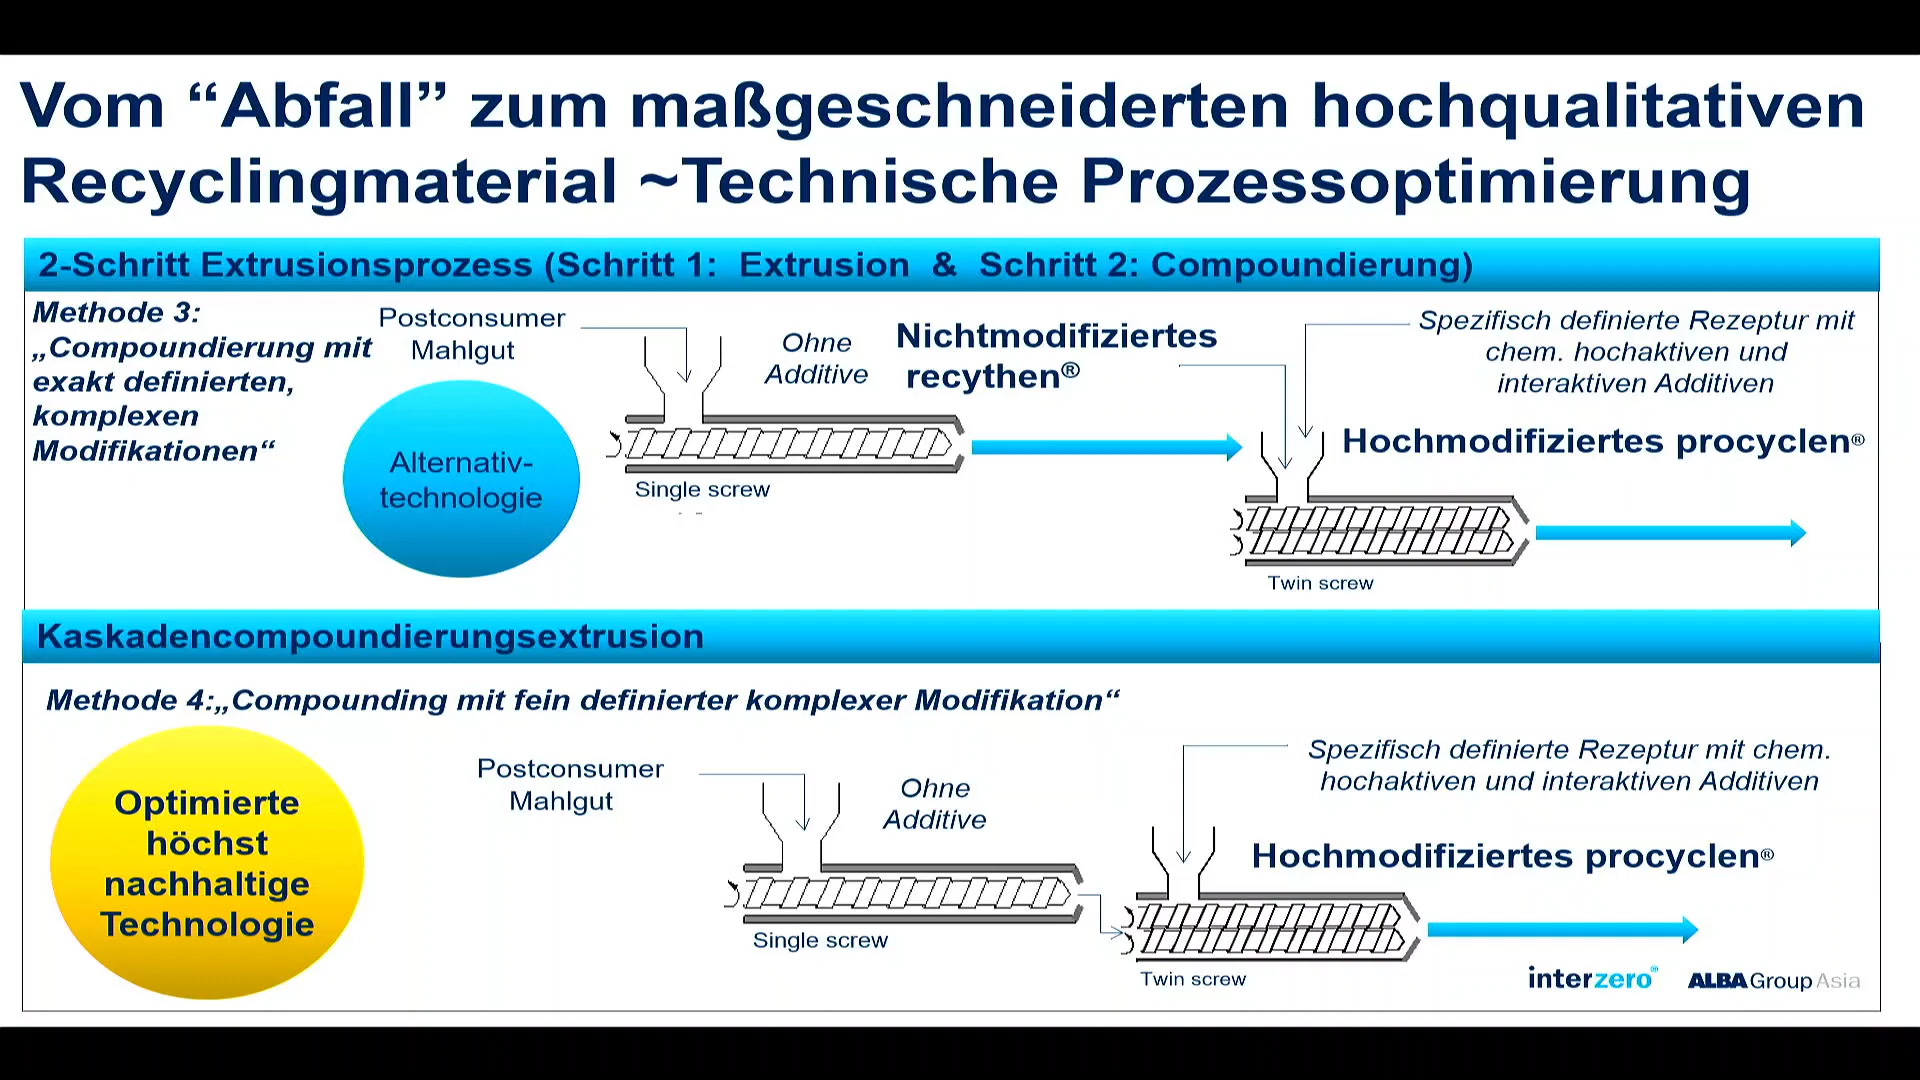 Vom “Abfall” zum maßgeschneiderten hochqualitativen
Recyclingmaterial ~Technische Prozessoptimierung
2-Schritt Extrusionsprozess (Schritt 1: Extrusion & Schritt 2: Compoundierung)
Methode 3:
„Compoundierung mit
exakt definierten,
komplexen
Modifikationen“
Postconsumer
Mahlgut
Alternativ-
technologie
Ohne
Additive
Single screw
Nichtmodifiziertes
recythen®
Spezifisch definierte Rezeptur mit
chem. hochaktiven und
interaktiven Additiven
Hochmodifiziertes procyclen®
Twin screw
Kaskadencompoundierungsextrusion
Methode 4:„Compounding mit fein definierter komplexer Modifikation“
Optimierte
höchst
nachhaltige
Technologie
Postconsumer
Mahlgut
Ohne
Additive
Single screw
Spezifisch definierte Rezeptur mit chem.
hochaktiven und interaktiven Additiven
Hochmodifiziertes procyclen®
Twin screw
interzero®
ALBA Group Asia